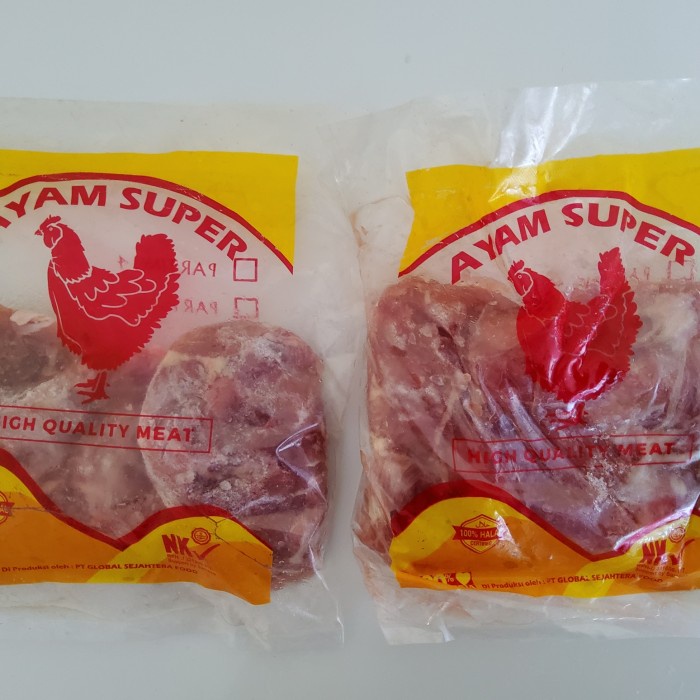 AYAM SUPER
PAR
PAR
HIGH QUALITY MEAT
NK
Di Produksi oleh : PT GLOBAL SEJAHTERA
AYAM SUPER
HIGH QUALITY MEAT
100% HALAL
NK
Di Produksi oleh : PT GLOBAL SEJAHTERA